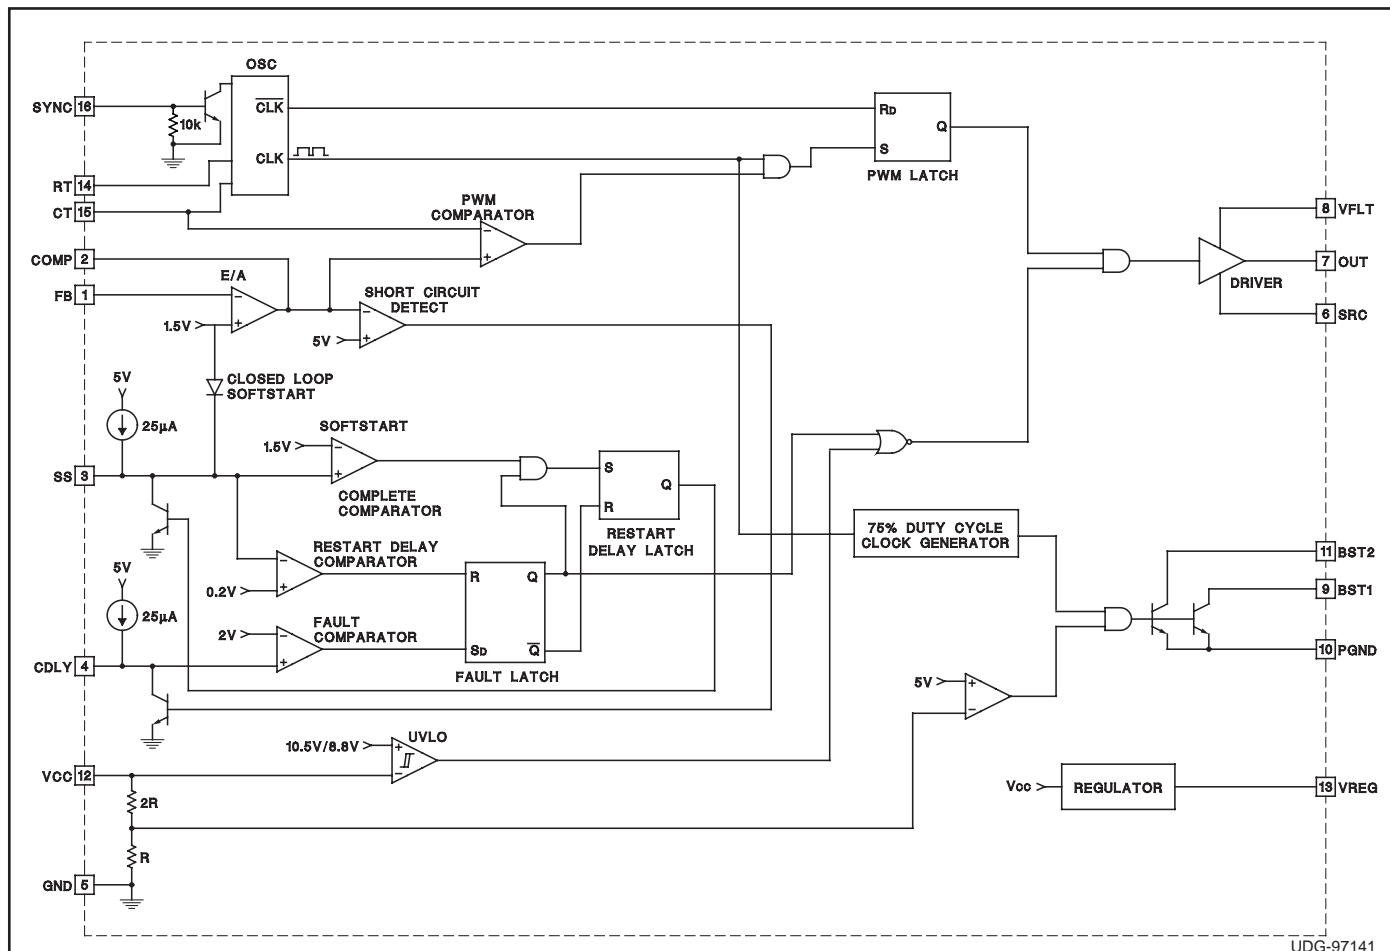 OSC
SYNC 16
CLK
10k
CLK
RT 14
CT 15
RD
Q
S
PWM LATCH
PWM
COMPARATOR
8 VFLT
COMP 2
E/A
7 OUT
DRIVER
FB 1
SHORT CIRCUIT
DETECT
1.5V
5V
6 SRC
5V
CLOSED LOOP
SOFTSTART
25µA
SOFTSTART
1.5V
SS 3
S
Q
R
COMPLETE
COMPARATOR
RESTART
DELAY LATCH
75% DUTY CYCLE
CLOCK GENERATOR
RESTART DELAY
COMPARATOR
11 BST2
5V
0.2V
R Q
9 BST1
25µA
FAULT
COMPARATOR
2V
SD Q
10 PGND
CDLY 4
FAULT LATCH
5V
UVLO
10.5V/8.8V
VCC 12
Vcc
REGULATOR
13 VREG
2R
R
GND 5
UDG-97141